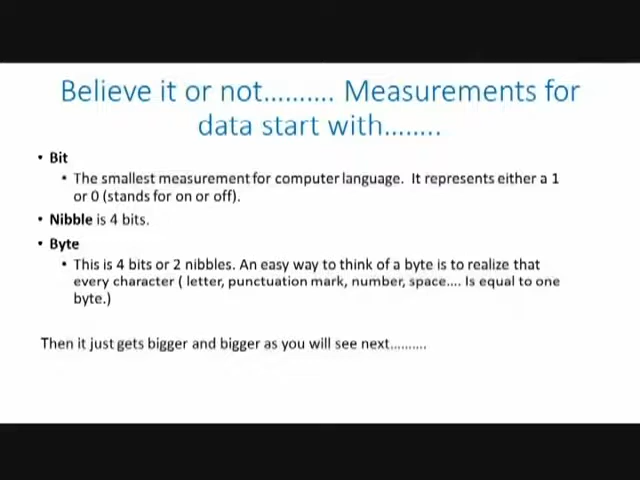 Believe it or not.......... Measurements for
data start with........
• Bit
• The smallest measurement for computer language. It represents either a 1
or 0 (stands for on or off).
• Nibble is 4 bits.
• Byte
• This is 4 bits or 2 nibbles. An easy way to think of a byte is to realize that
every character ( letter, punctuation mark, number, space.... Is equal to one
byte.)
Then it just gets bigger and bigger as you will see next..........